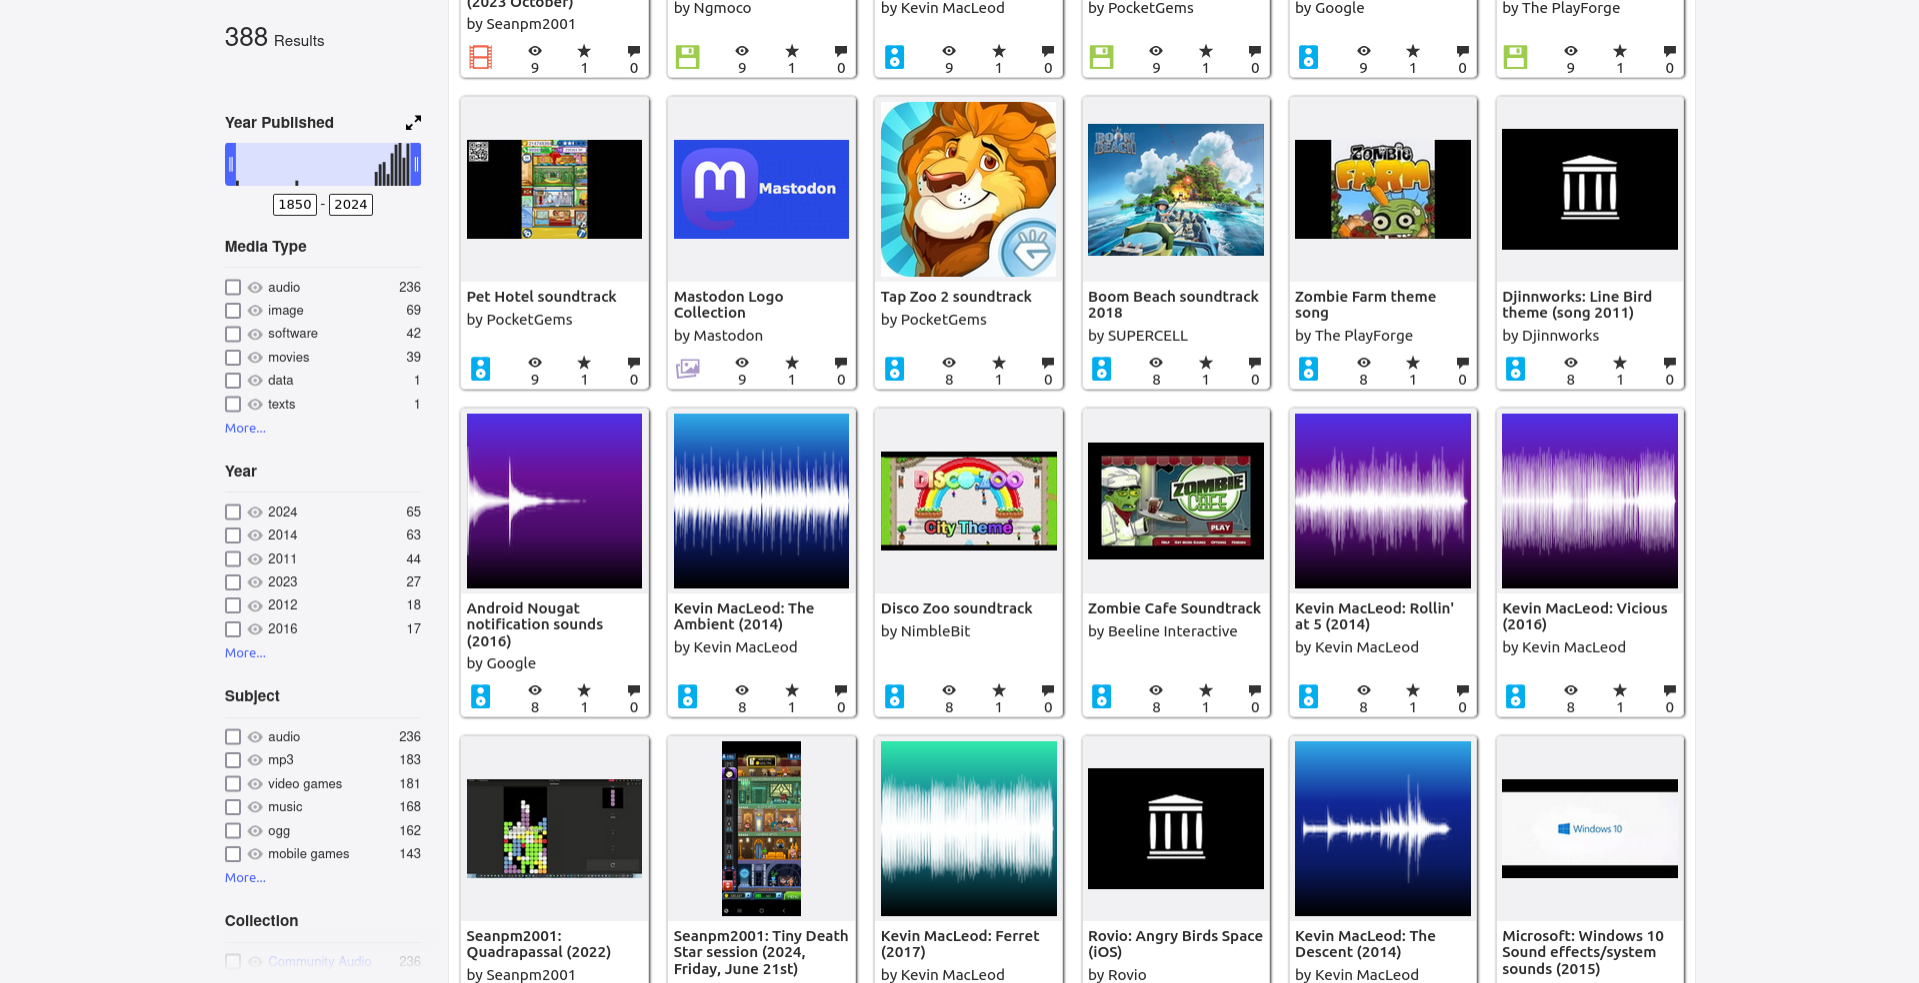 388 Results
Year Published
1850 - 2024
Media Type
audio 236
image 69
software 42
movies 39
data 1
texts 1
More...
Year
2024 65
2014 63
2011 44
2023 27
2012 18
2016 17
More...
Subject
audio 236
mp3 183
video games 181
music 168
ogg 162
mobile games 143
More...
Collection
Community Audio 236
(2023 October)
by Seanpm2001
9 1 0
by Ngmoco
9 1 0
by Kevin MacLeod
9 1 0
by PocketGems
9 1 0
by Google
9 1 0
by The PlayForge
9 1 0
Pet Hotel soundtrack
by PocketGems
9 1 0
Mastodon
Mastodon Logo
Collection
by Mastodon
9 1 0
Tap Zoo 2 soundtrack
by PocketGems
8 1 0
BOOM
BEACH
Boom Beach soundtrack
2018
by SUPERCELL
8 1 0
ZOMBIE
FARM
Zombie Farm theme
song
by The PlayForge
8 1 0
Djinnworks: Line Bird
theme (song 2011)
by Djinnworks
8 1 0
Android Nougat
notification sounds
(2016)
by Google
8 1 0
Kevin MacLeod: The
Ambient (2014)
by Kevin MacLeod
8 1 0
DISCO ZOO
City Theme
Disco Zoo soundtrack
by NimbleBit
8 1 0
ZOMBIE
CAFE
PLAY
Zombie Cafe Soundtrack
by Beeline Interactive
8 1 0
Kevin MacLeod: Rollin'
at 5 (2014)
by Kevin MacLeod
8 1 0
Kevin MacLeod: Vicious
(2016)
by Kevin MacLeod
8 1 0
Seanpm2001:
Quadrapassal (2022)
by Seanpm2001
Seanpm2001: Tiny Death
Star session (2024,
Friday, June 21st)
Kevin MacLeod: Ferret
(2017)
by Kevin MacLeod
Rovio: Angry Birds Space
(iOS)
by Rovio
Kevin MacLeod: The
Descent (2014)
by Kevin MacLeod
Windows 10
Microsoft: Windows 10
Sound effects/system
sounds (2015)